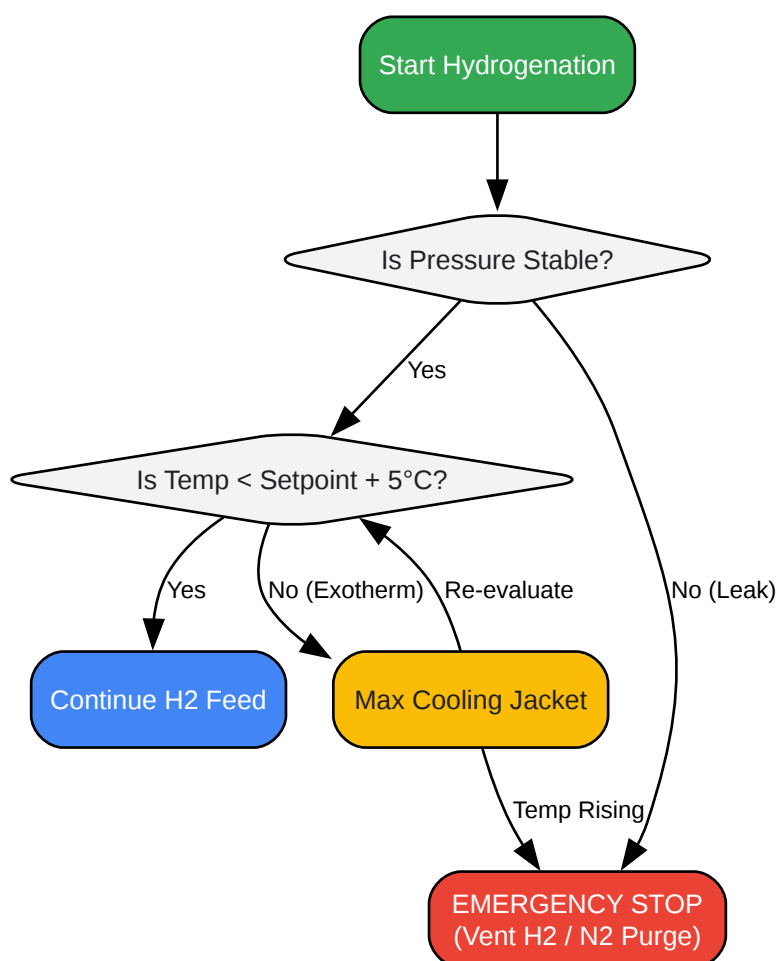 Start Hydrogenation
Is Pressure Stable?
Yes
Is Temp < Setpoint + 5°C?
Yes
No (Exotherm)
Re-evaluate
No (Leak)
Continue H2 Feed
Max Cooling Jacket
Temp Rising
EMERGENCY STOP
(Vent H2 / N2 Purge)